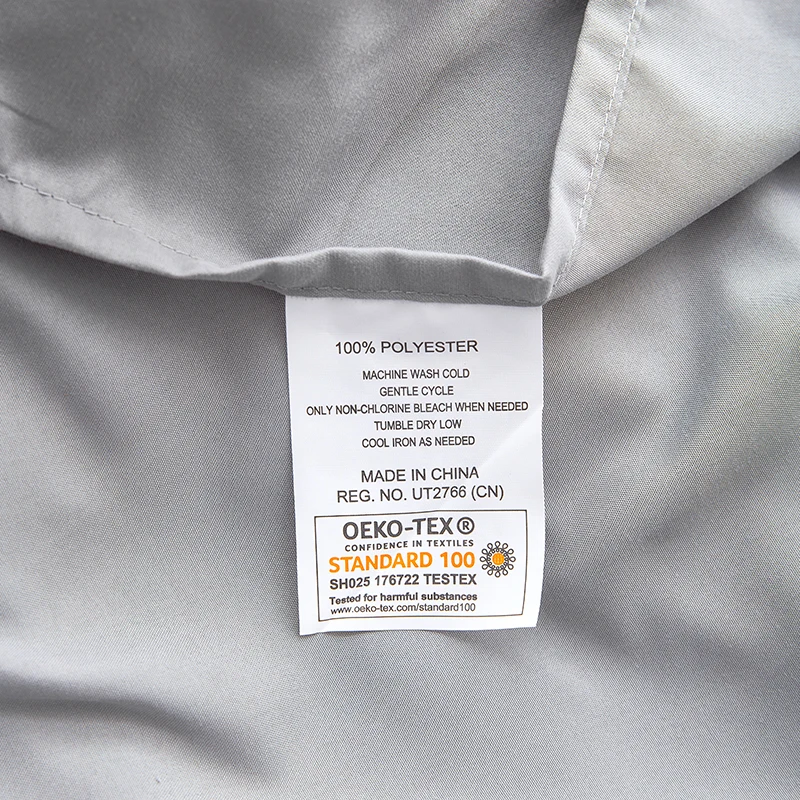 100% POLYESTER
MACHINE WASH COLD
GENTLE CYCLE
ONLY NON-CHLORINE BLEACH WHEN NEEDED
TUMBLE DRY LOW
COOL IRON AS NEEDED
MADE IN CHINA
REG. NO. UT2766 (CN)
OEKO-TEX®
CONFIDENCE IN TEXTILES
STANDARD 100
SH025 176722 TESTEX
Tested for harmful substances
www.oeko-tex.com/standard100